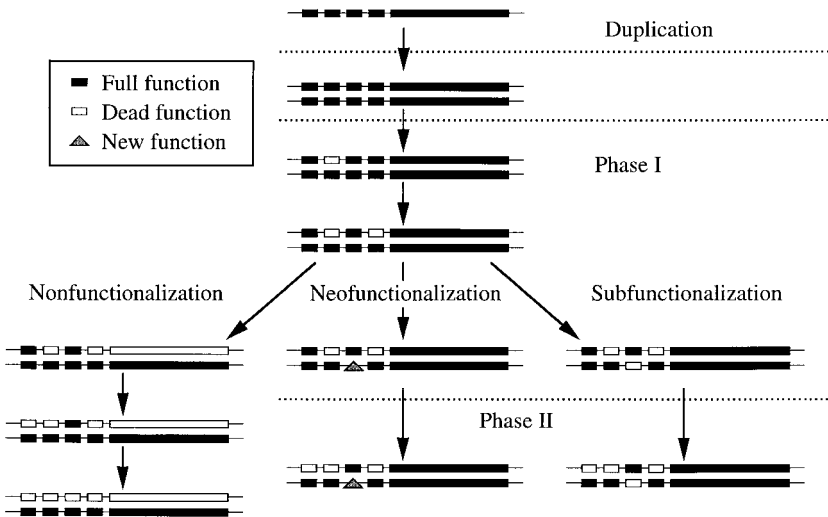 Duplication
Full function
Dead function
New function
Phase I
Nonfunctionalization
Neofunctionalization
Subfunctionalization
Phase II